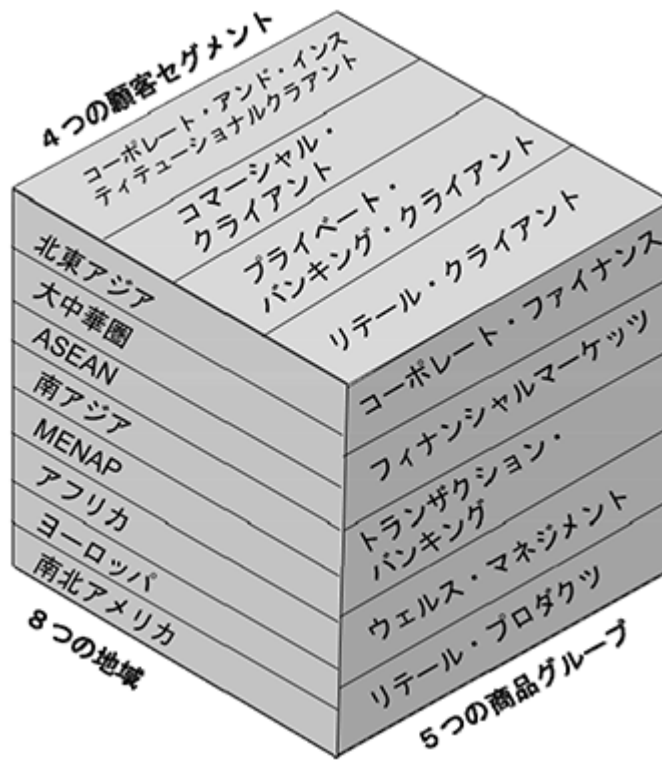 4つの顧客セグメント
コーポレート・アンド・インス
ティテューショナルクライアント
コマーシャル・
クライアント
プライベート・
バンキング・クライアント
リテール・クライアント
北東アジア
大中華圏
ASEAN
南アジア
MENAP
アフリカ
ヨーロッパ
南北アメリカ
8つの地域
コーポレート・ファイナンス
フィナンシャルマーケッツ
トランザクション・
バンキング
ウェルス・マネジメント
リテール・プロダクツ
5つの商品グループ